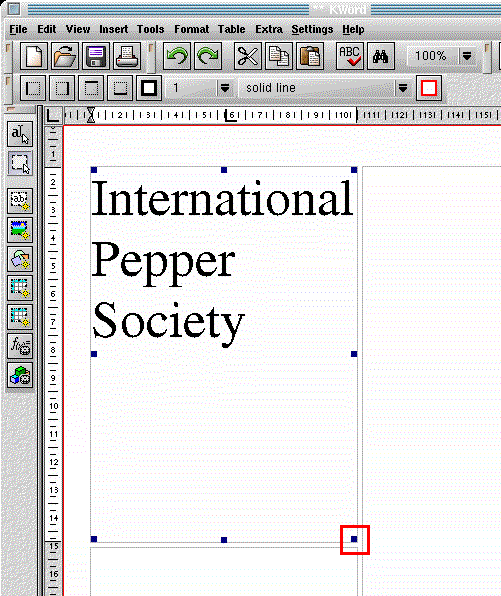 ** KWord
File Edit View Insert Tools Format Table Extra Settings Help
ABC 100%
1 solid line
1 2 3 5 6 7 8 9 10 11 12 13 14 15
a
ab
1
2
3
4
5
6
7
8
9
10
11
12
13
14
15
16
International
Pepper
Society